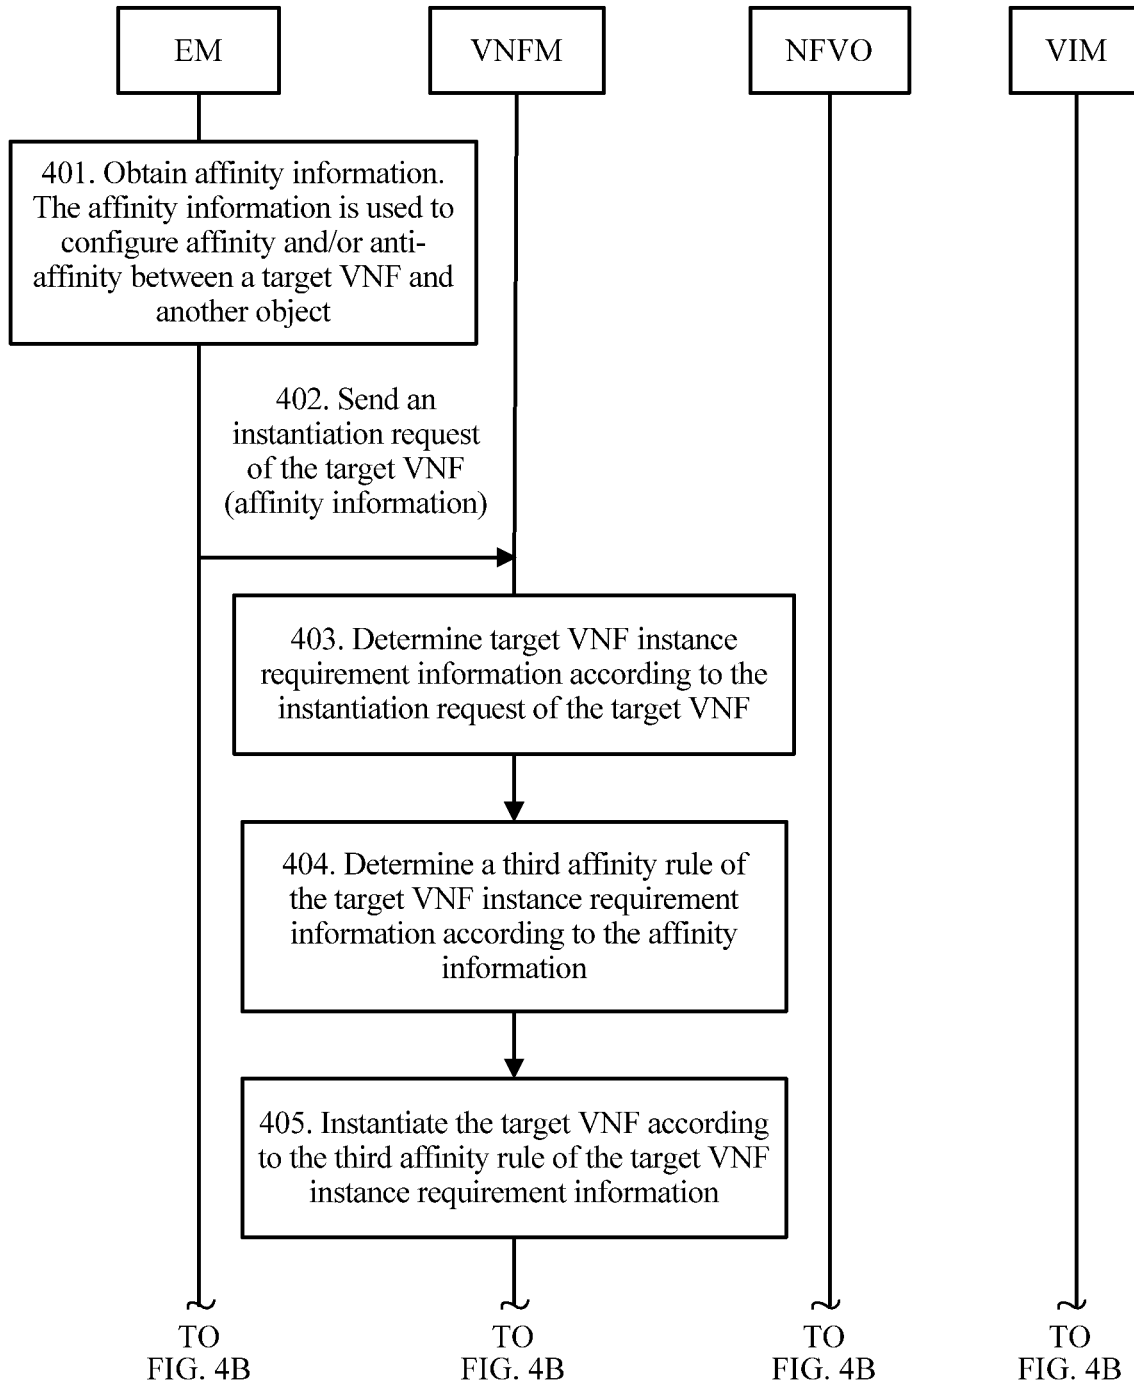 EM
VNFM
NFVO
VIM
401. Obtain affinity information.
The affinity information is used to
configure affinity and/or anti-
affinity between a target VNF and
another object
402. Send an
instantiation request
of the target VNF
(affinity information)
403. Determine target VNF instance
requirement information according to the
instantiation request of the target VNF
404. Determine a third affinity rule of
the target VNF instance requirement
information according to the affinity
information
405. Instantiate the target VNF according
to the third affinity rule of the target VNF
instance requirement information
TO
FIG. 4B
TO
FIG. 4B
TO
FIG. 4B
TO
FIG. 4B